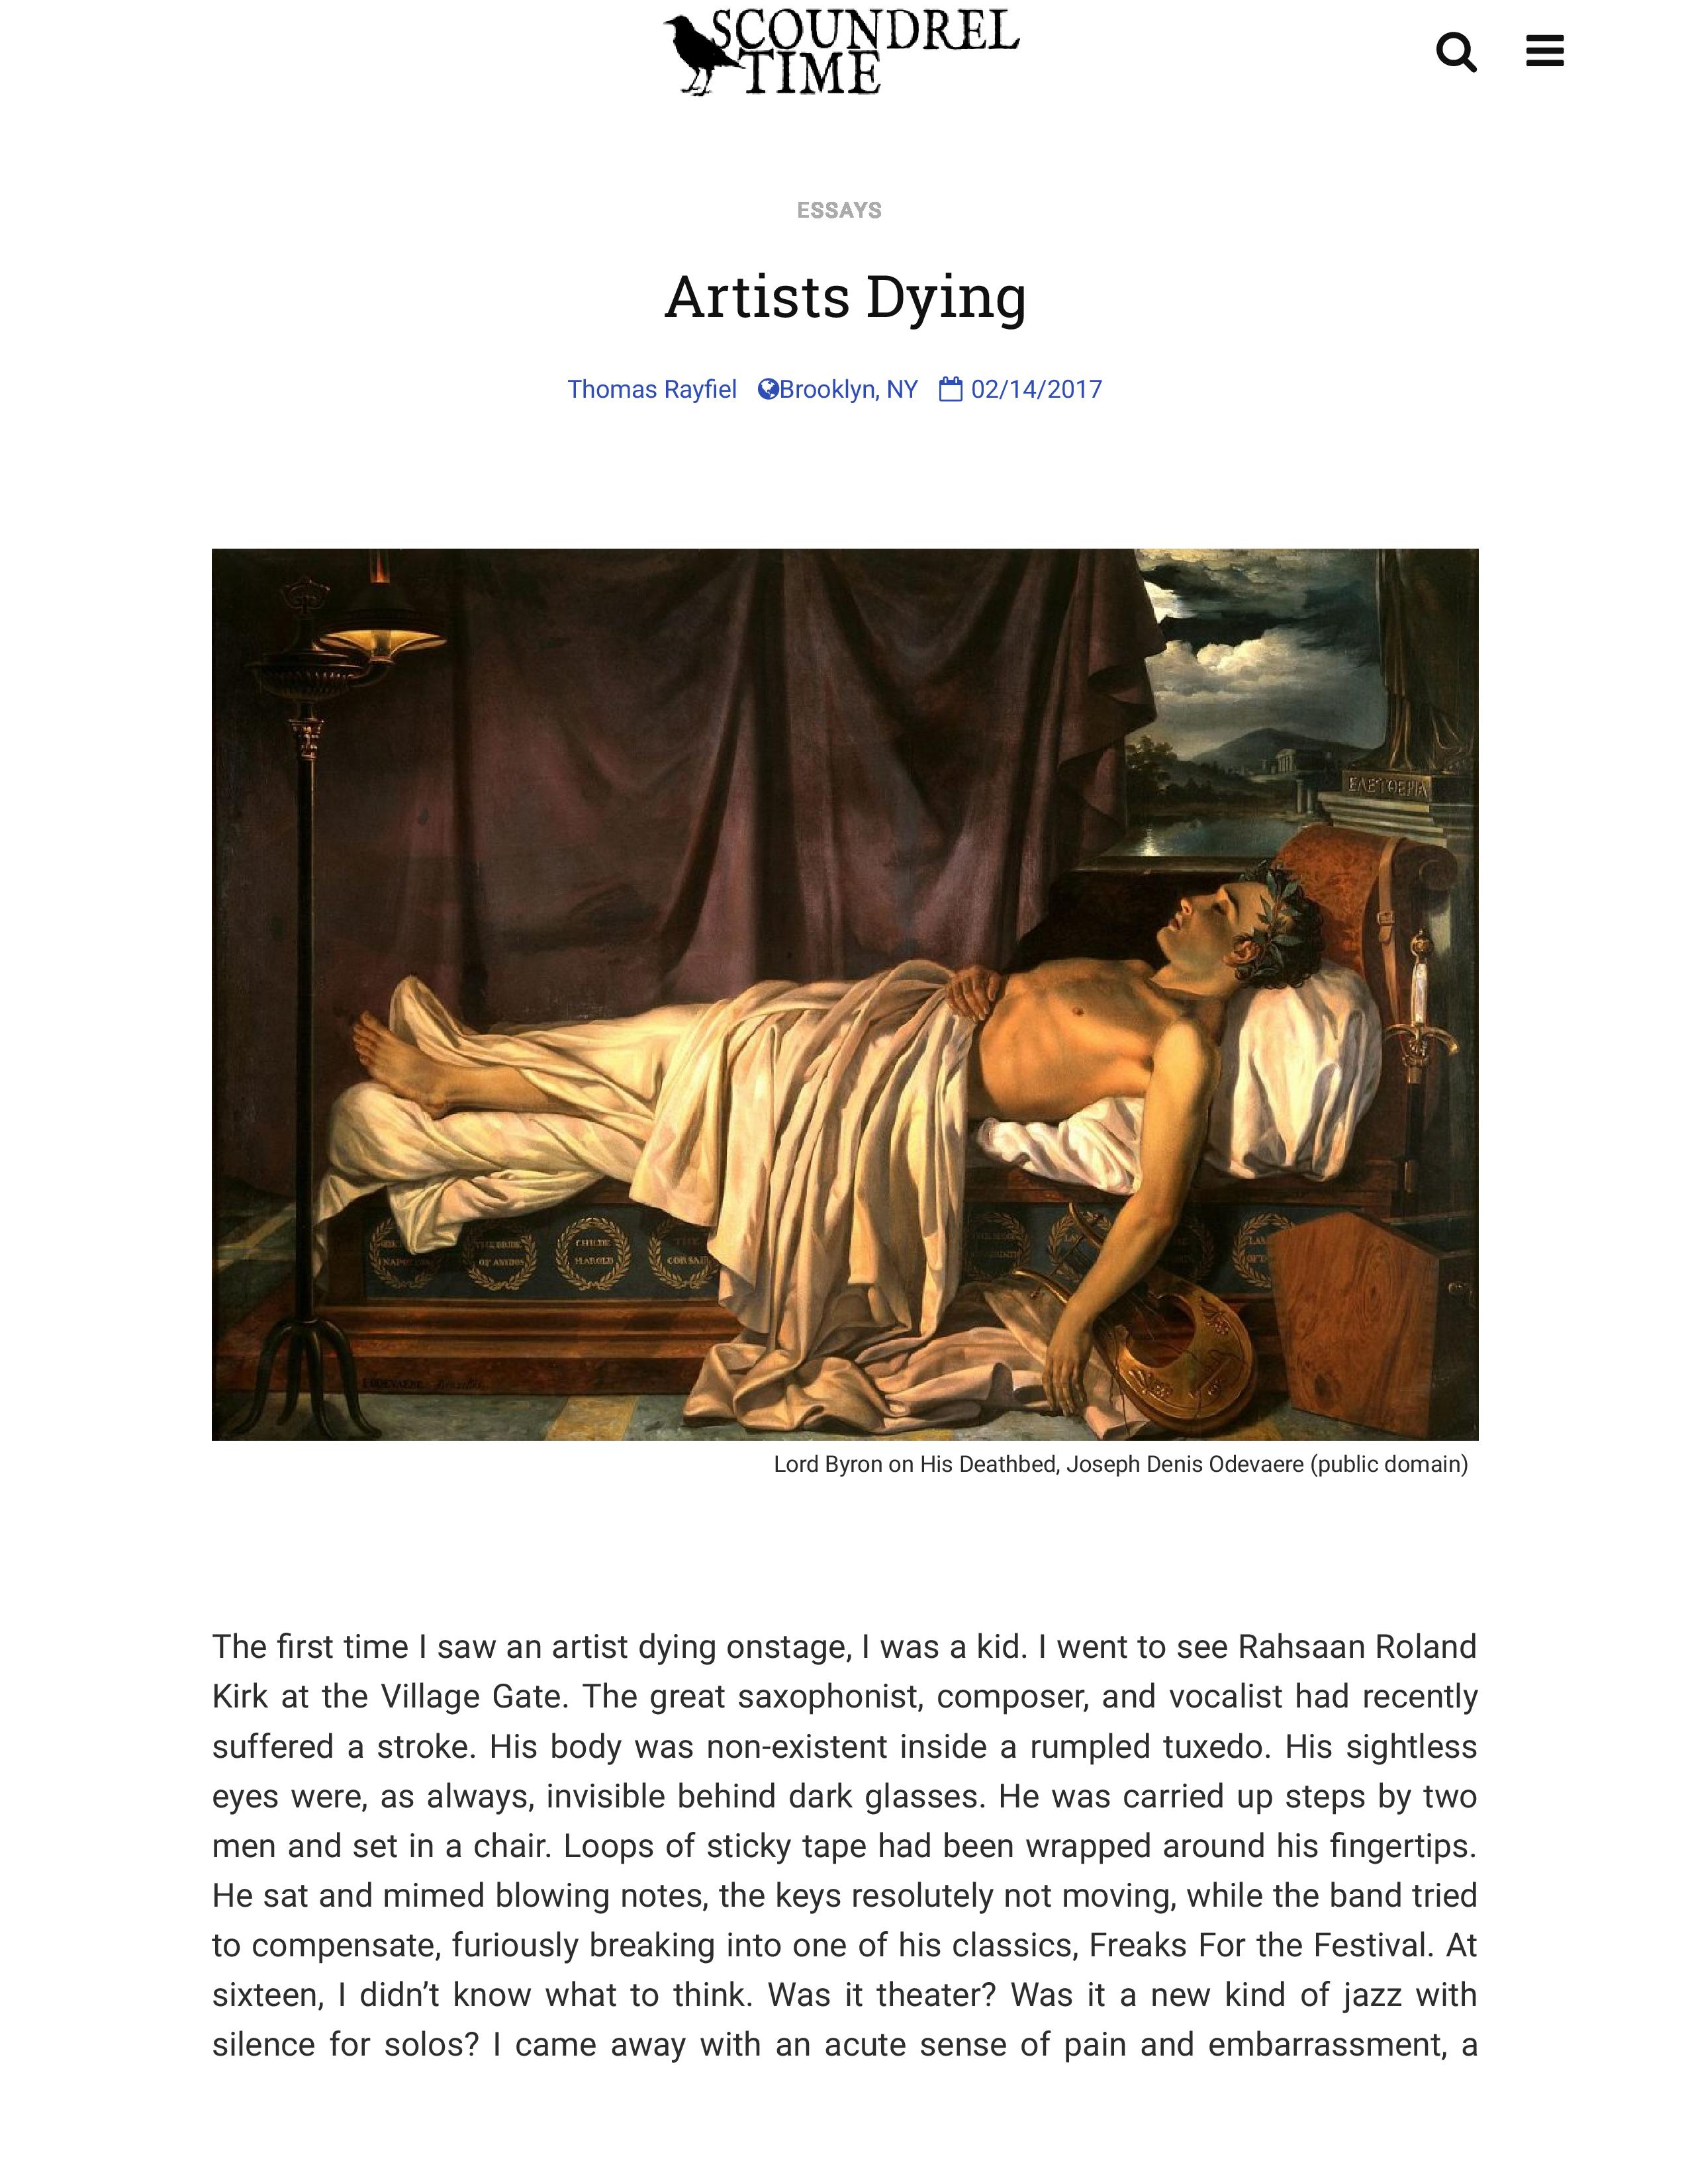 SCOUNDREL
TIME
ESSAYS
Artists Dying
Thomas Rayfiel Brooklyn, NY 02/14/2017
ΕΛΕΤΘΕΡΙΑ
THE BRIDE
OF ABYDOS
CHILDE
HAROLD
THE
CORSAI
Lord Byron on His Deathbed, Joseph Denis Odevaere (public domain)
The first time I saw an artist dying onstage, I was a kid. I went to see Rahsaan Roland
Kirk at the Village Gate. The great saxophonist, composer, and vocalist had recently
suffered a stroke. His body was non-existent inside a rumpled tuxedo. His sightless
eyes were, as always, invisible behind dark glasses. He was carried up steps by two
men and set in a chair. Loops of sticky tape had been wrapped around his fingertips.
He sat and mimed blowing notes, the keys resolutely not moving, while the band tried
to compensate, furiously breaking into one of his classics, Freaks For the Festival. At
sixteen, I didn’t know what to think. Was it theater? Was it a new kind of jazz with
silence for solos? I came away with an acute sense of pain and embarrassment, a